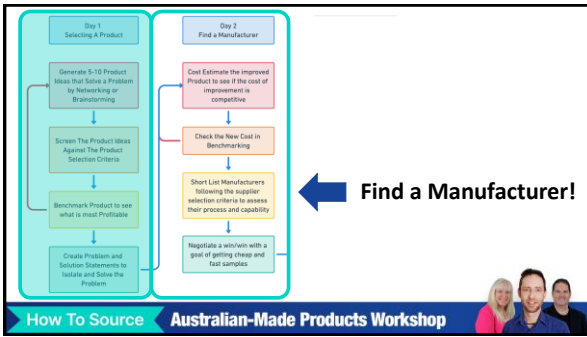 Day 1
Selecting A Product
Generate 5-10 Product
Ideas that Solve a Problem
by Networking or
Brainstorming
Screen The Product Ideas
Against The Product
Selection Criteria
Benchmark Product to see
what is most Profitable
Create Problem and
Solution Statements to
Isolate and Solve the
Problem
Day 2
Find a Manufacturer
Cost Estimate the improved
Product to see if the cost of
improvement is
competitive
Check the New Cost in
Benchmarking
Short List Manufacturers
following the supplier
selection criteria to assess
their process and capability
Negotiate a win/win with a
goal of getting cheap and
fast samples
Find a Manufacturer!
How To Source
Australian-Made Products Workshop